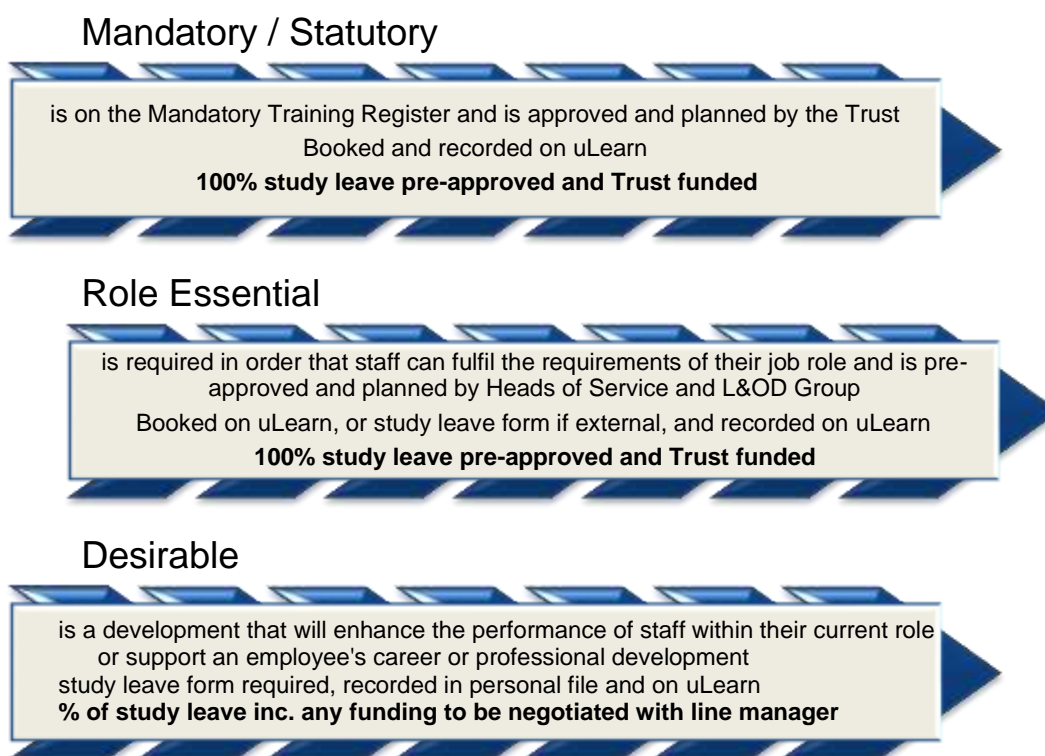 Mandatory / Statutory
is on the Mandatory Training Register and is approved and planned by the Trust
Booked and recorded on uLearn
100% study leave pre-approved and Trust funded
Role Essential
is required in order that staff can fulfil the requirements of their job role and is pre-
approved and planned by Heads of Service and L&OD Group
Booked on uLearn, or study leave form if external, and recorded on uLearn
100% study leave pre-approved and Trust funded
Desirable
is a development that will enhance the performance of staff within their current role
or support an employee's career or professional development
study leave form required, recorded in personal file and on uLearn
% of study leave inc. any funding to be negotiated with line manager